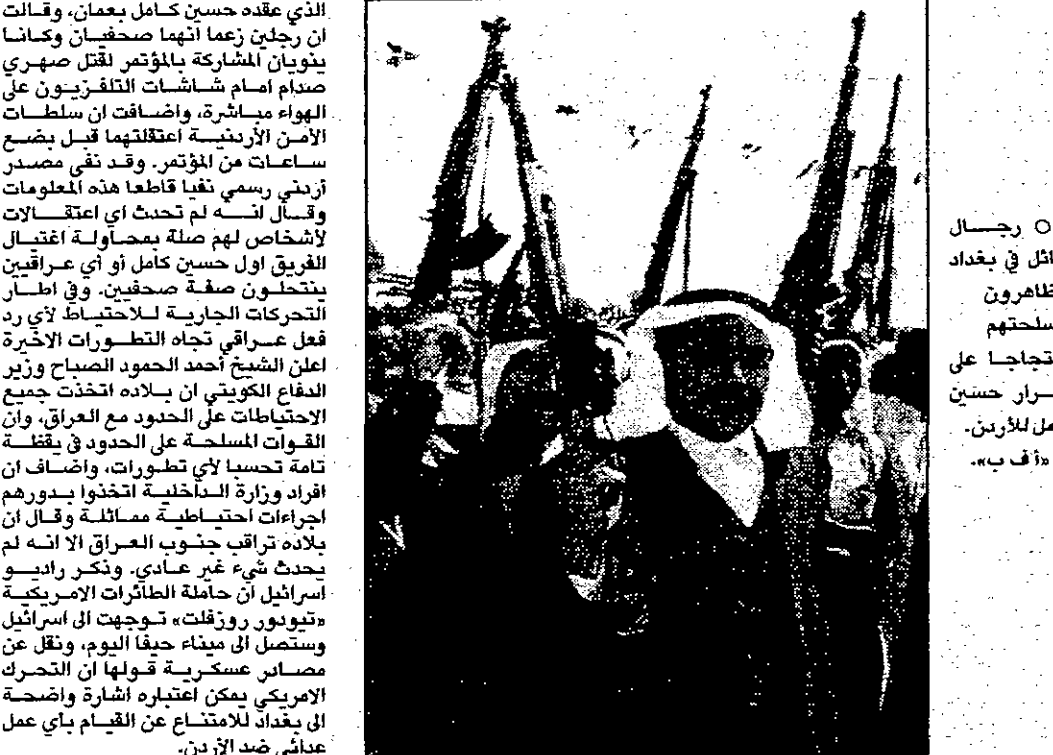 الذي عقده حسين كامل بعمان، وقالت
ان رجلين زعما انهما صحفيان وكانا
ينويان المشاركة بالمؤتمر لقتل صهري
صدام امام شاشات التلفزيون على
الهواء مباشرة، واضافت ان سلطات
الأمن الأردنية اعتقلتهما قبل بضع
ساعات من المؤتمر. وقد نفى مصدر
أردني رسمي نفيا قاطعا هذه المعلومات
وقال انه لم تحدث أي اعتقالات
لأشخاص لهم صلة بمحاولة اغتيال
الفريق اول حسين كامل أو أي عراقيين
ينتحلون صفة صحفيين. وفي اطار
التحركات الجارية للاحتياط لأي رد
فعل عراقي تجاه التطورات الاخيرة
اعلن الشيخ أحمد الحمود الصباح وزير
الدفاع الكويتي ان بلاده اتخذت جميع
الاحتياطات على الحدود مع العراق، وان
القوات المسلحة على الحدود في يقظة
تامة تحسبا لأي تطورات، واضاف ان
افراد وزارة الداخلية اتخذوا بدورهم
اجراءات احتياطية مماثلة وقال ان
بلاده تراقب جنوب العراق الا انه لم
يحدث شيء غير عادي. وذكر راديو
اسرائيل ان حاملة الطائرات الامريكية
«تيودور روزفلت» توجهت الى اسرائيل
وستصل الى ميناء حيفا اليوم، ونقل عن
مصادر عسكرية قولها ان التحرك
الامريكي يمكن اعتباره اشارة واضحة
الى بغداد للامتناع عن القيام بأي عمل
عدائي ضد الاردن.
○ رجال
ائل في بغداد
ظاهرون
سلحتهم
تجاجا على
ـرار حسين
مل للأردن.
«أ ف ب».